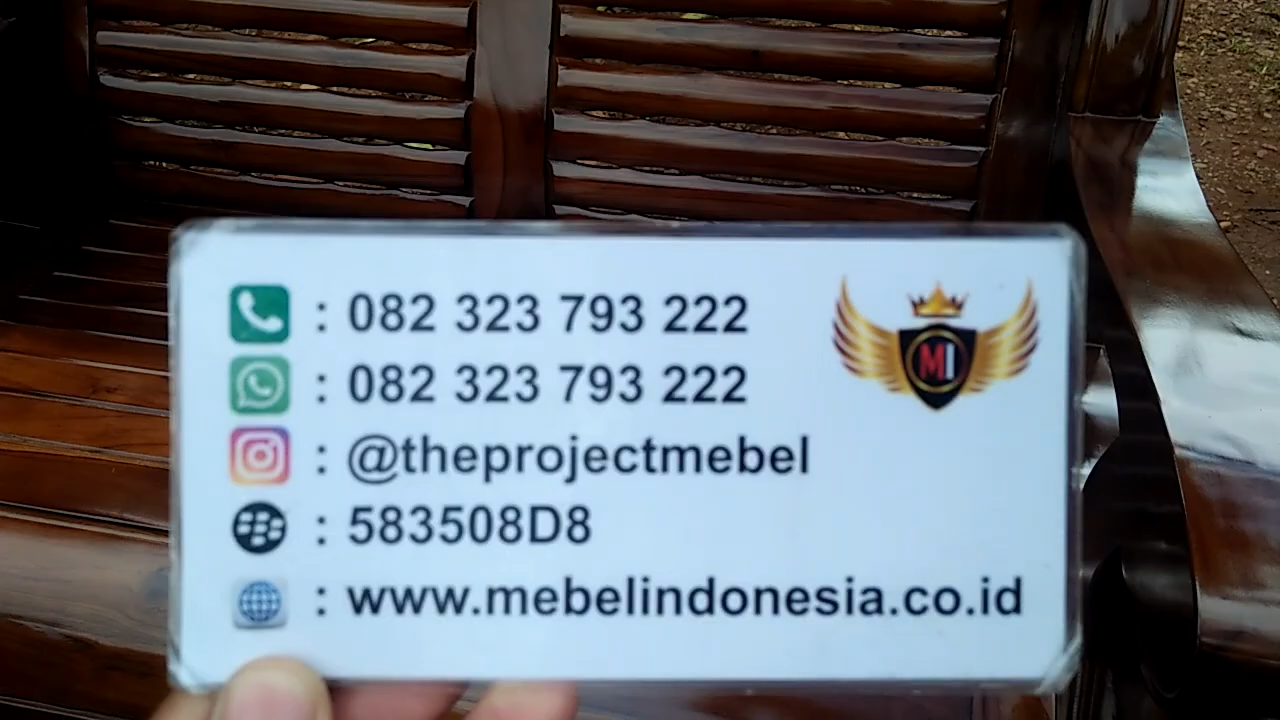 : 082 323 793 222
MI
: 082 323 793 222
: @theprojectmebel
: 583508D8
: www.mebelindonesia.co.id